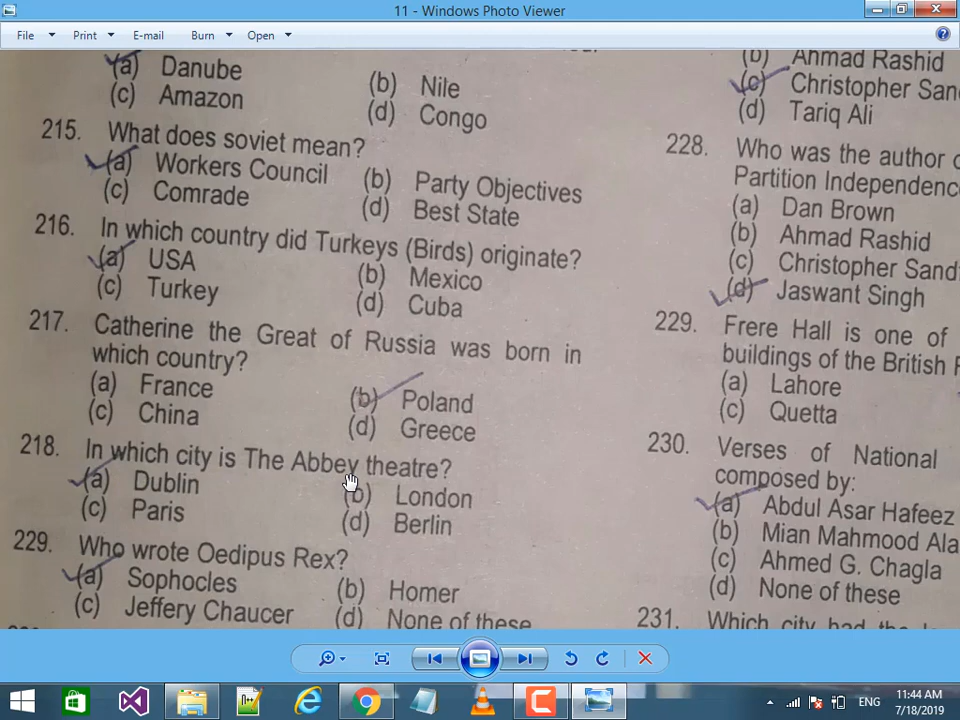 11 - Windows Photo Viewer
File Print E-mail Burn Open
(a) Danube
(b) Nile
(c) Amazon
(d) Congo
215. What does soviet mean?
(a) Workers Council
(b) Party Objectives
(c) Comrade
(d) Best State
216. In which country did Turkeys (Birds) originate?
(a) USA
(b) Mexico
(c) Turkey
(d) Cuba
217. Catherine the Great of Russia was born in
which country?
(a) France
(b) Poland
(c) China
(d) Greece
218. In which city is The Abbey theatre?
(a) Dublin
(b) London
(c) Paris
(d) Berlin
229. Who wrote Oedipus Rex?
(a) Sophocles
(b) Homer
(c) Jeffery Chaucer
(d) None of these
(b) Ahmad Rashid
(c) Christopher San
(d) Tariq Ali
228. Who was the author
Partition Independenc
(a) Dan Brown
(b) Ahmad Rashid
(c) Christopher Sand
(d) Jaswant Singh
229. Frere Hall is one of
buildings of the British
(a) Lahore
(c) Quetta
230. Verses of National
composed by:
(a) Abdul Asar Hafeez
(b) Mian Mahmood Ala
(c) Ahmed G. Chagla
(d) None of these
231. Which city had the
ENG
11:44 AM
7/18/2019